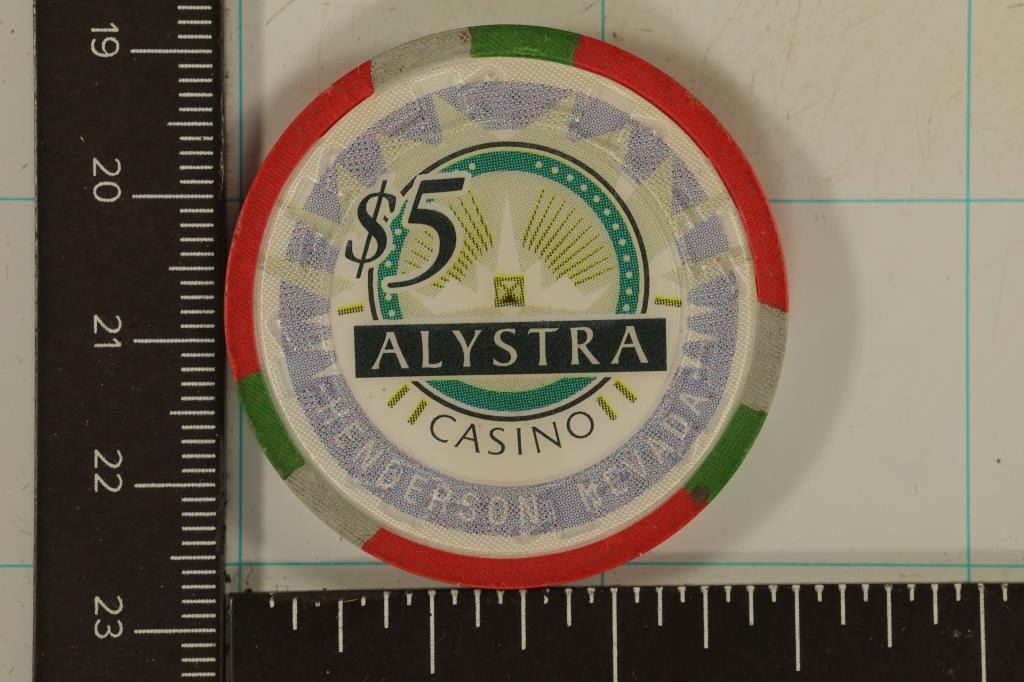 19
20
21
22
23
$5
ALYSTRA
CASINO
HENDERSON, NEVADA